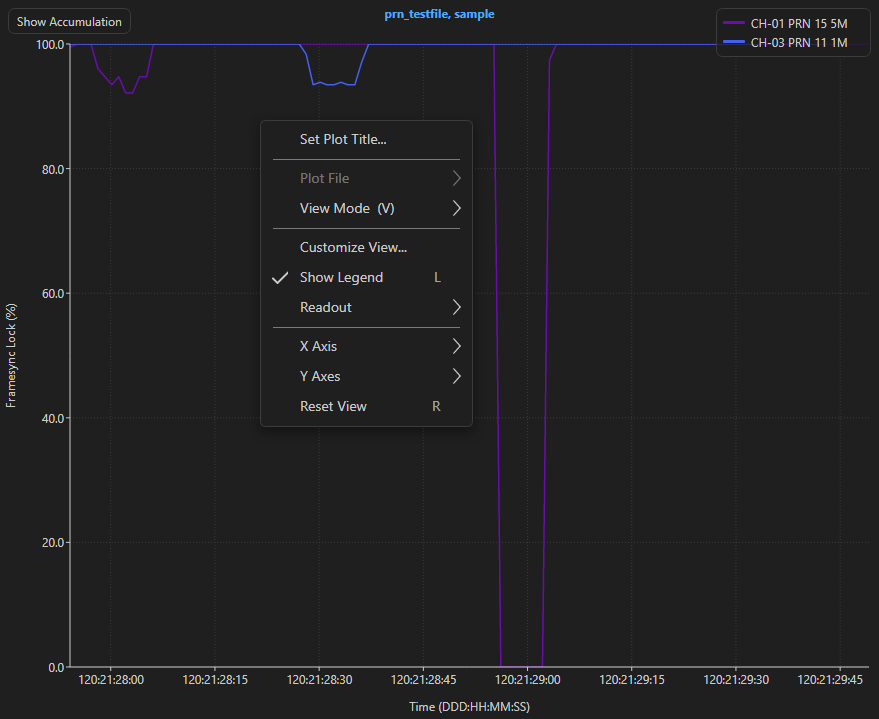 Show Accumulation
prn_testfile, sample
CH-01 PRN 15 5M
CH-03 PRN 11 1M
100.0
80.0
60.0
40.0
20.0
0.0
Framesync Lock (%)
Set Plot Title...
Plot File
View Mode (V)
Customize View...
Show Legend L
Readout
X Axis
Y Axes
Reset View R
120:21:28:00 120:21:28:15 120:21:28:30 120:21:28:45 120:21:29:00 120:21:29:15 120:21:29:30 120:21:29:45
Time (DDD:HH:MM:SS)